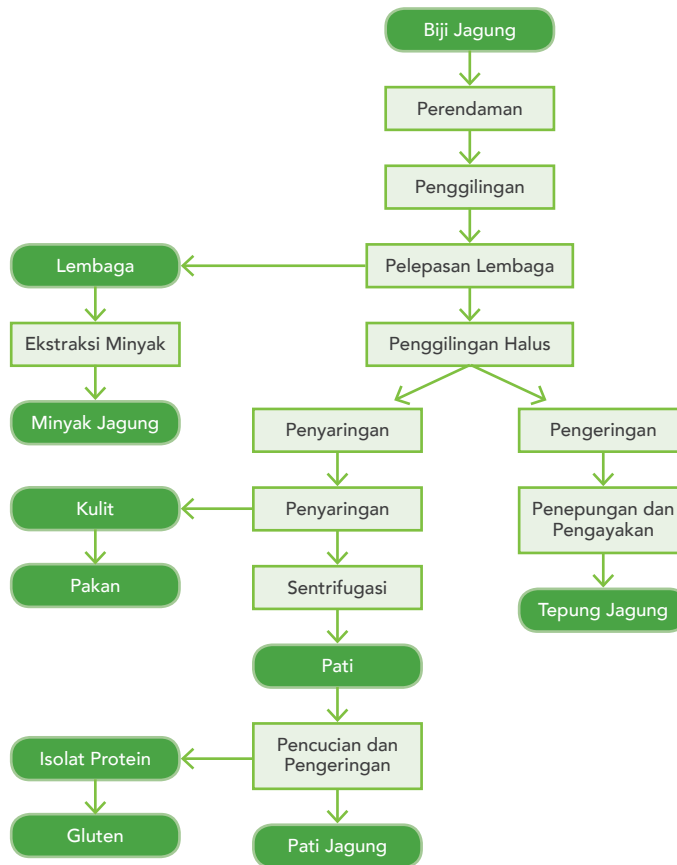 Biji Jagung
Perendaman
Penggilingan
Lembaga
Pelepasan Lembaga
Ekstraksi Minyak
Penggilingan Halus
Minyak Jagung
Penyaringan
Pengeringan
Kulit
Penyaringan
Penepungan dan
Pengayakan
Pakan
Sentrifugasi
Tepung Jagung
Pati
Isolat Protein
Pencucian dan
Pengeringan
Gluten
Pati Jagung